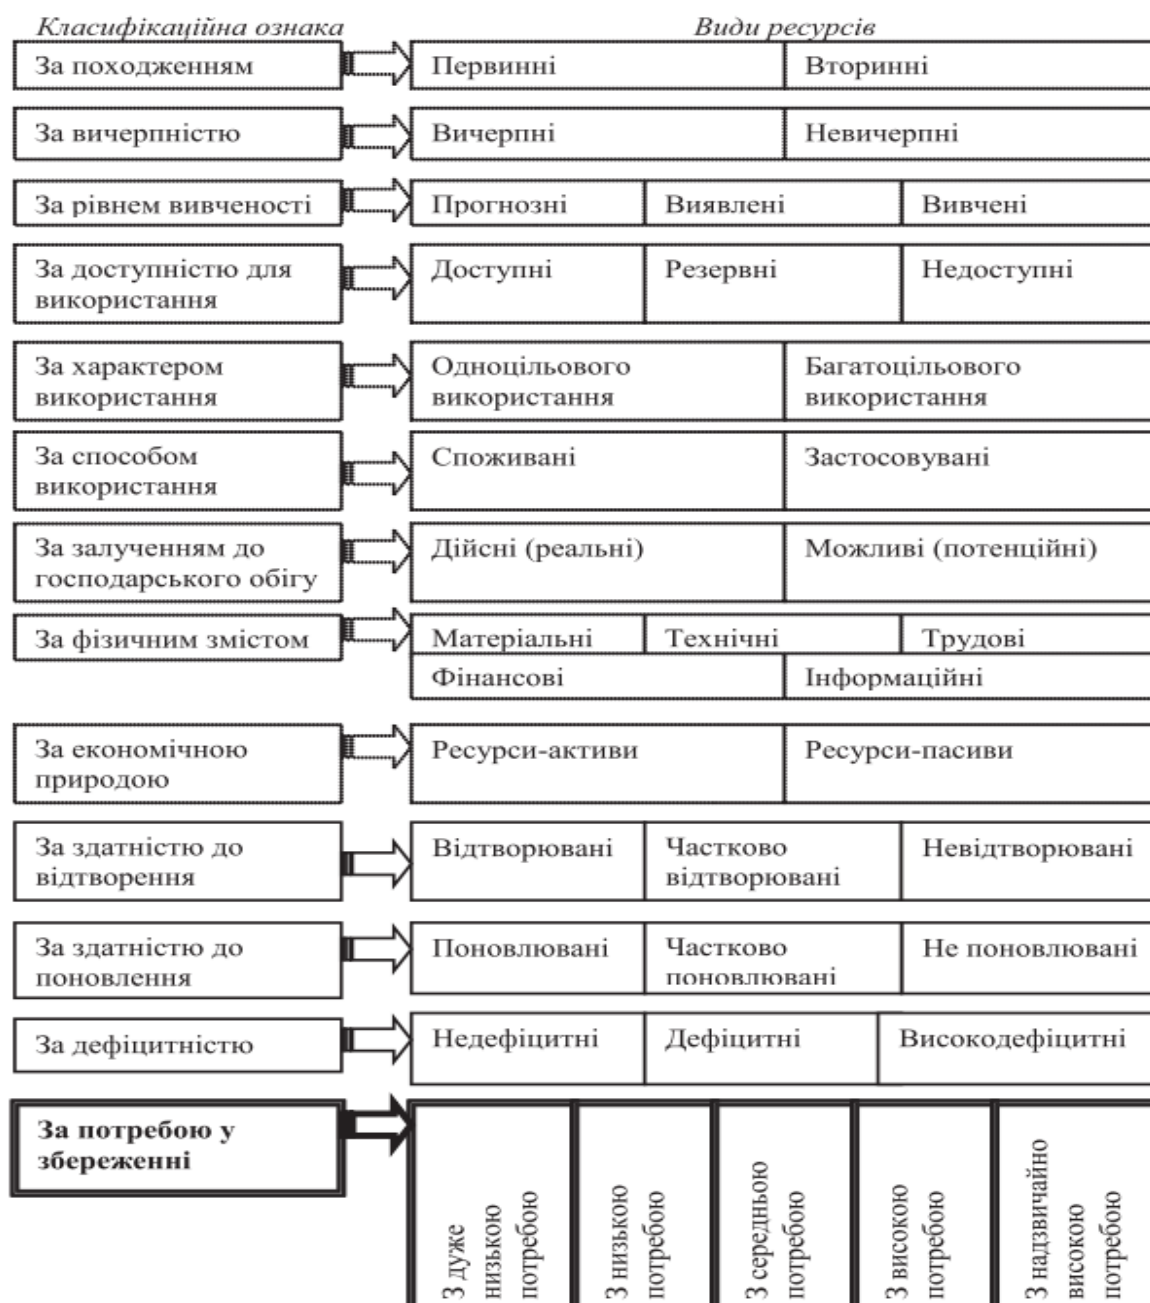 Класифікаційна ознака Види ресурсів
За походженням Первинні Вторинні
За вичерпністю Вичерпні Невичерпні
За рівнем вивченості Прогнозні Виявлені Вивчені
За доступністю для Доступні Резервні Недоступні
використання
За характером Одноцільового Багатоцільового
використання використання використання
За способом Споживані Застосовувані
використання
За залученням до Дійсні (реальні) Можливі (потенційні)
господарського обігу
За фізичним змістом Матеріальні Технічні Трудові
Фінансові Інформаційні
За економічною Ресурси-активи Ресурси-пасиви
природою
За здатністю до Відтворювані Частково Невідтворювані
відтворення відтворювані
За здатністю до Поновлювані Частково Не поновлювані
поновлення поновлювані
За дефіцитністю Недефіцитні Дефіцитні Високодефіцитні
За потребою у
збереженні
З дуже
низькою
потребою
З низькою
потребою
З середньою
потребою
З високою
потребою
З надзвичайно
високою
потребою